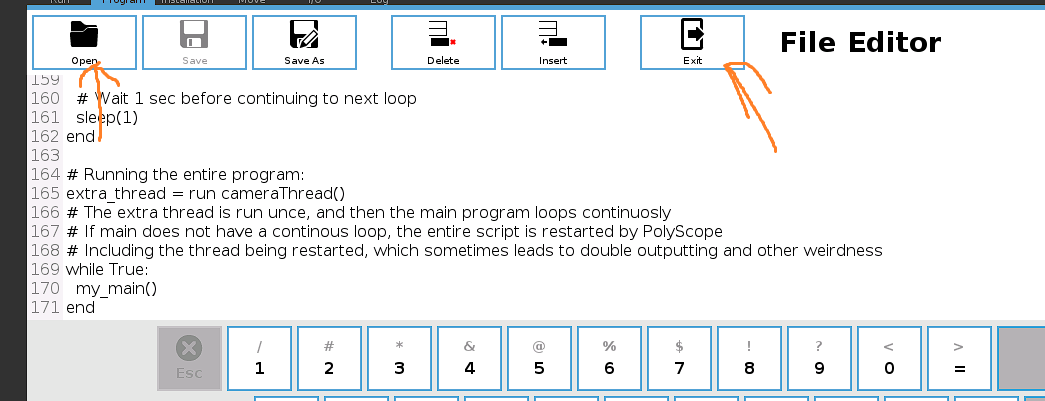 Run Program Installation Move I/O Log
Open Save Save As Delete Insert Exit File Editor
159
160 # Wait 1 sec before continuing to next loop
161 sleep(1)
162 end
163
164 # Running the entire program:
165 extra_thread = run cameraThread()
166 # The extra thread is run unce, and then the main program loops continuosly
167 # If main does not have a continous loop, the entire script is restarted by PolyScope
168 # Including the thread being restarted, which sometimes leads to double outputting and other weirdness
169 while True:
170 my_main()
171 end
/ # * & @ % $ ! ? < >
Esc 1 2 3 4 5 6 7 8 9 0 =